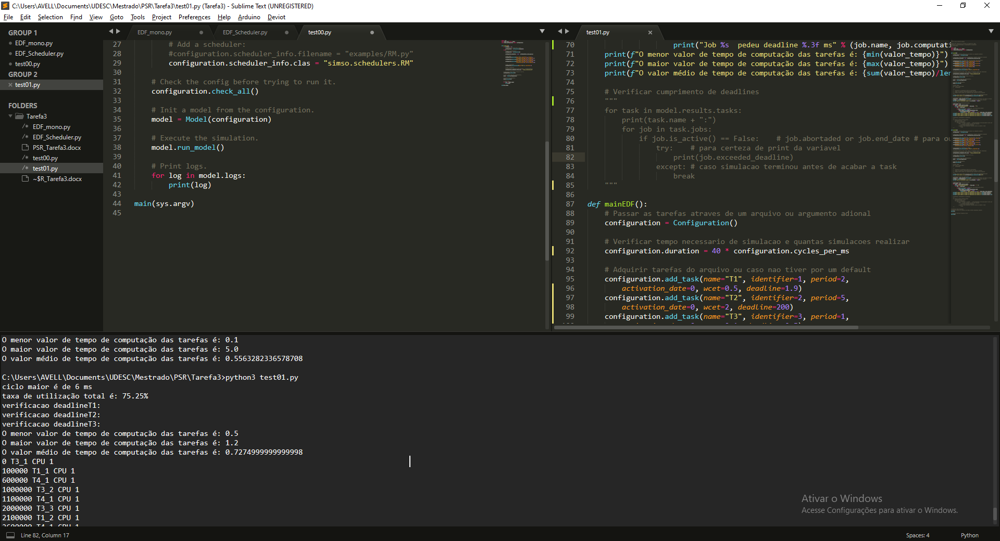 C:\Users\AVELL\Documents\UDESC\Mestrado\PSR\Tarefa3\test01.py (Tarefa3) - Sublime Text (UNREGISTERED)
File Edit Selection Find View Goto Tools Project Preferences Help Arduino Deviot
GROUP 1
EDF_mono.py
EDF_Scheduler.py
test00.py
GROUP 2
test01.py
FOLDERS
Tarefa3
/* EDF_mono.py
/* EDF_Scheduler.py
PSR_Tarefa3.docx
/* test00.py
/* test01.py
~$R_Tarefa3.docx
EDF_mono.py EDF_Scheduler.py test00.py
27 # Add a scheduler:
28 #configuration.scheduler_info.filename = "examples/RM.py"
29 configuration.scheduler_info.clas = "simso.schedulers.RM"
30
31 # Check the config before trying to run it.
32 configuration.check_all()
33
34 # Init a model from the configuration.
35 model = Model(configuration)
36
37 # Execute the simulation.
38 model.run_model()
39
40 # Print logs.
41 for log in model.logs:
42 print(log)
43
44 main(sys.argv)
45
test01.py
70 print("Job %s  pedeu deadline %.3f ms" % (job.name, job.computati
71 print(f"O menor valor de tempo de computação das tarefas é: {min(valor_tempo)}")
72 print(f"O maior valor de tempo de computação das tarefas é: {max(valor_tempo)}")
73 print(f"O valor médio de tempo de computação das tarefas é: {sum(valor_tempo)/len
74
75 # Verificar cumprimento de deadlines
76 """
77 for task in model.results.tasks:
78 print(task.name + ":")
79 for job in task.jobs:
80 if job.is_active() == False:    # job.abortaded or job.end_date # para ou
81 try:    # para certeza de print da variavel
82 print(job.exceeded_deadline)
83 except: # caso simulacao terminou antes de acabar a task
84 break
85 """
86
87 def mainEDF():
88 # Passar as tarefas atraves de um arquivo ou argumento adional
89 configuration = Configuration()
90
91 # Verificar tempo necessario de simulacao e quantas simulacoes realizar
92 configuration.duration = 40 * configuration.cycles_per_ms
93
94 # Adquirir tarefas do arquivo ou caso nao tiver por um default
95 configuration.add_task(name="T1", identifier=1, period=2,
96 activation_date=0, wcet=0.5, deadline=1.9)
97 configuration.add_task(name="T2", identifier=2, period=5,
98 activation_date=0, wcet=2, deadline=200)
99 configuration.add_task(name="T3", identifier=3, period=1,
O menor valor de tempo de computação das tarefas é: 0.1
O maior valor de tempo de computação das tarefas é: 5.0
O valor médio de tempo de computação das tarefas é: 0.5563282336578708
C:\Users\AVELL\Documents\UDESC\Mestrado\PSR\Tarefa3>python3 test01.py
ciclo maior é de 6 ms
taxa de utilização total é: 75.25%
verificacao deadlineT1:
verificacao deadlineT2:
verificacao deadlineT3:
O menor valor de tempo de computação das tarefas é: 0.5
O maior valor de tempo de computação das tarefas é: 1.2
O valor médio de tempo de computação das tarefas é: 0.7274999999999998
0 T3_1 CPU 1
100000 T1_1 CPU 1
600000 T4_1 CPU 1
1000000 T3_2 CPU 1
1100000 T4_1 CPU 1
2000000 T3_3 CPU 1
2100000 T1_2 CPU 1
2600000 T4_1 CPU 1
Ativar o Windows
Acesse Configurações para ativar o Windows.
Line 82, Column 17
Spaces: 4
Python